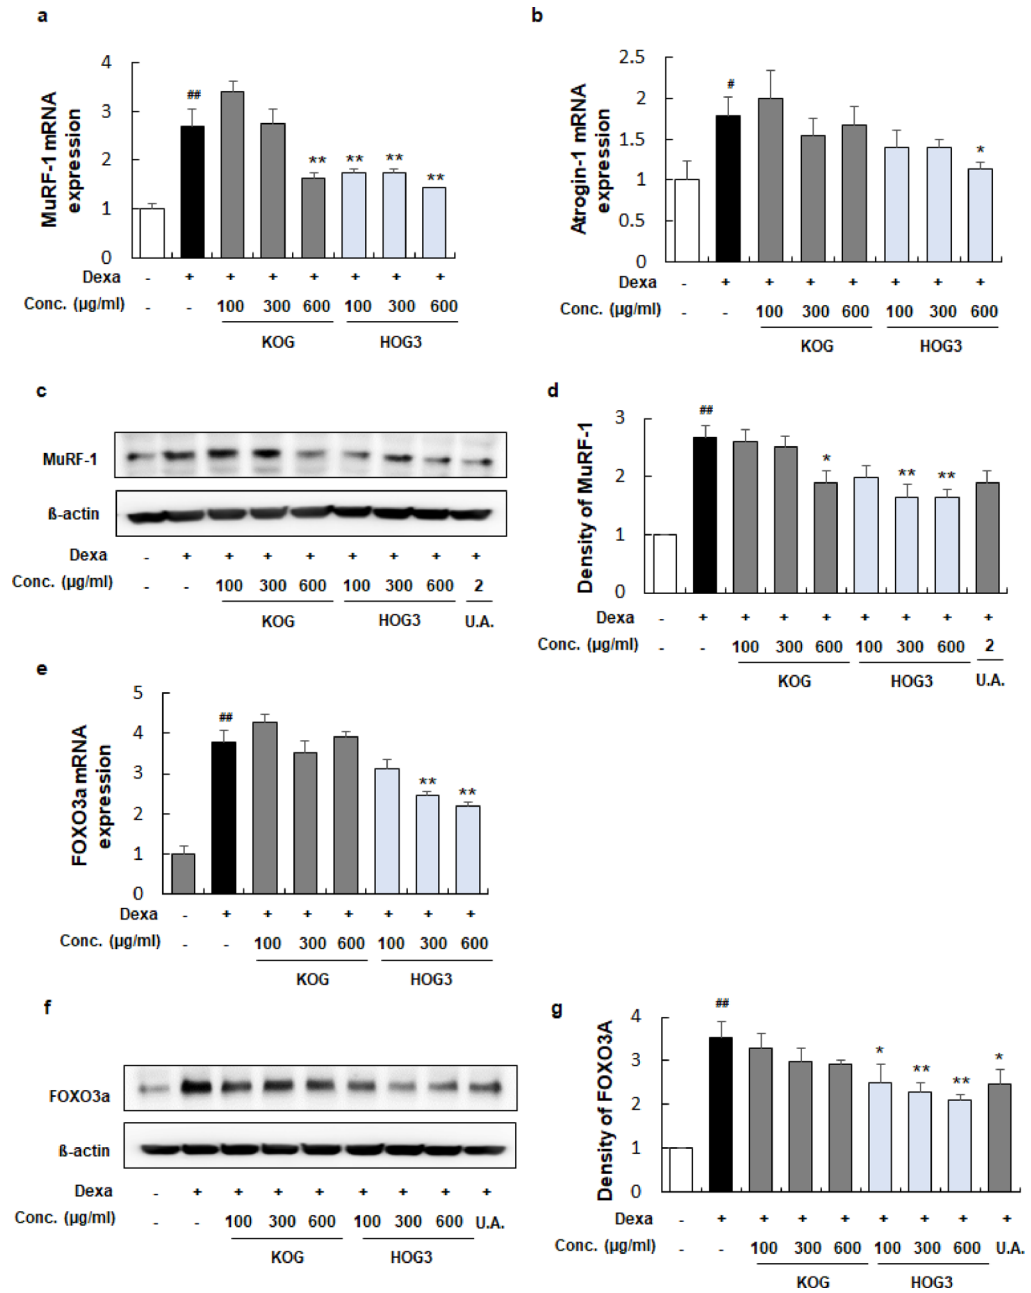 a
MuRF-1 mRNA
expression
4
3
2
1
0
##
** ** ** **
Dexa - + + + + + + +
Conc. (µg/ml) - - 100 300 600 100 300 600
KOG HOG3
b
Atrogin-1 mRNA
expression
2.5
2
1.5
1
0.5
0
#
*
Dexa - + + + + + + +
Conc. (µg/ml) - - 100 300 600 100 300 600
KOG HOG3
c
MuRF-1
ß-actin
Dexa - + + + + + + + +
Conc. (µg/ml) - - 100 300 600 100 300 600 2
KOG HOG3 U.A.
d
Density of MuRF-1
3
2
1
0
##
* ** **
Dexa - + + + + + + + +
Conc. (µg/ml) - - 100 300 600 100 300 600 2
KOG HOG3 U.A.
e
FOXO3a mRNA
expression
5
4
3
2
1
0
##
** **
Dexa - + + + + + + +
Conc. (µg/ml) - - 100 300 600 100 300 600
KOG HOG3
f
FOXO3a
ß-actin
Dexa - + + + + + + + +
Conc. (µg/ml) - - 100 300 600 100 300 600 U.A.
KOG HOG3
g
Density of FOXO3A
4
3
2
1
0
##
* ** ** *
Dexa - + + + + + + + +
Conc. (µg/ml) - - 100 300 600 100 300 600 U.A.
KOG HOG3